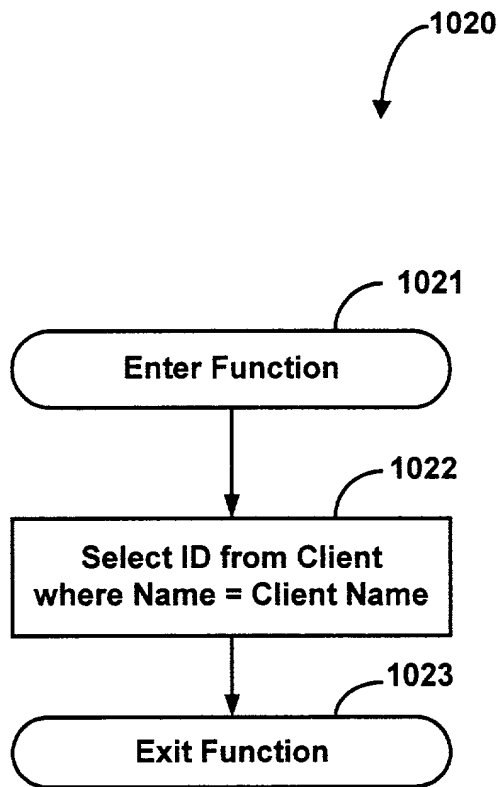 1020
1021
Enter Function
1022
Select ID from Client
where Name = Client Name
1023
Exit Function